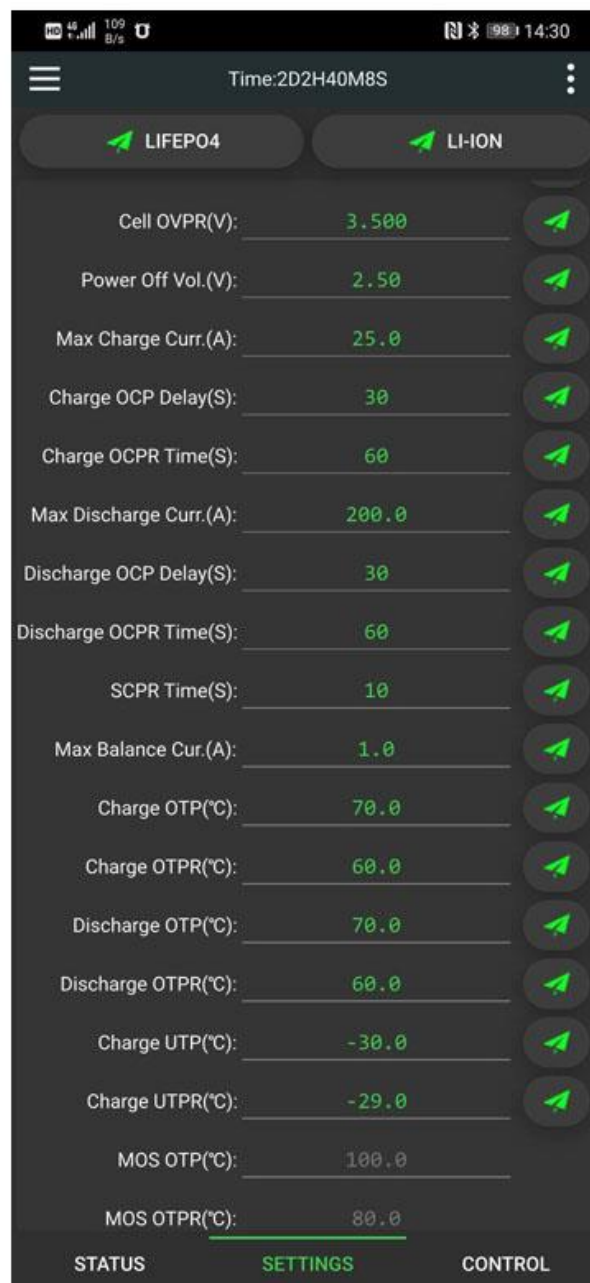 HD 4G 109 B/s 98 14:30
Time:2D2H40M8S
LIFEPO4 LI-ION
Cell OVPR(V): 3.500
Power Off Vol.(V): 2.50
Max Charge Curr.(A): 25.0
Charge OCP Delay(S): 30
Charge OCPR Time(S): 60
Max Discharge Curr.(A): 200.0
Discharge OCP Delay(S): 30
Discharge OCPR Time(S): 60
SCPR Time(S): 10
Max Balance Cur.(A): 1.0
Charge OTP(℃): 70.0
Charge OTPR(℃): 60.0
Discharge OTP(℃): 70.0
Discharge OTPR(℃): 60.0
Charge UTP(℃): -30.0
Charge UTPR(℃): -29.0
MOS OTP(℃): 100.0
MOS OTPR(℃): 80.0
STATUS SETTINGS CONTROL